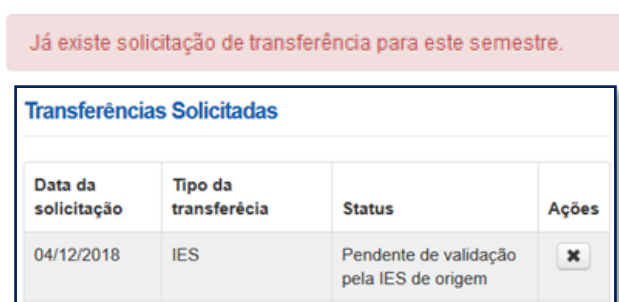 Já existe solicitação de transferência para este semestre.
Transferências Solicitadas
Data da solicitação Tipo da transferêcia Status Ações
04/12/2018 IES Pendente de validação pela IES de origem